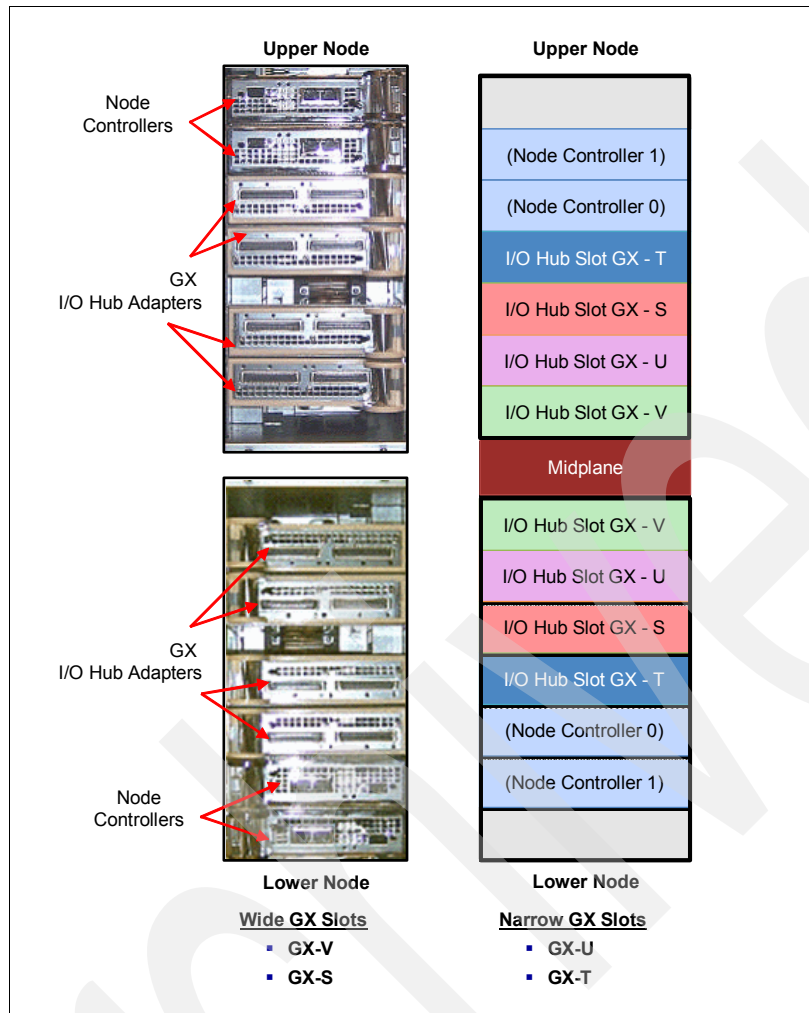 Upper Node
Upper Node
Node
Controllers
GX
I/O Hub Adapters
(Node Controller 1)
(Node Controller 0)
I/O Hub Slot GX - T
I/O Hub Slot GX - S
I/O Hub Slot GX - U
I/O Hub Slot GX - V
Midplane
I/O Hub Slot GX - V
I/O Hub Slot GX - U
I/O Hub Slot GX - S
I/O Hub Slot GX - T
(Node Controller 0)
(Node Controller 1)
GX
I/O Hub Adapters
Node
Controllers
Lower Node
Lower Node
Wide GX Slots
▪ GX-V
▪ GX-S
Narrow GX Slots
▪ GX-U
▪ GX-T